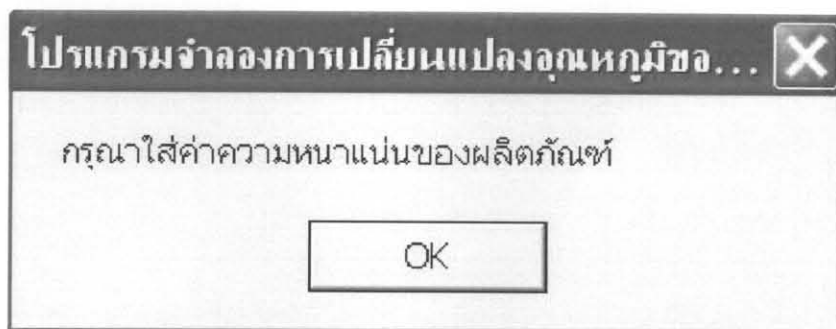 โปรแกรมจำลองการเปลี่ยนแปลงอุณหภูมิขอ...
กรุณาใส่ค่าความหนาแน่นของผลิตภัณฑ์
OK